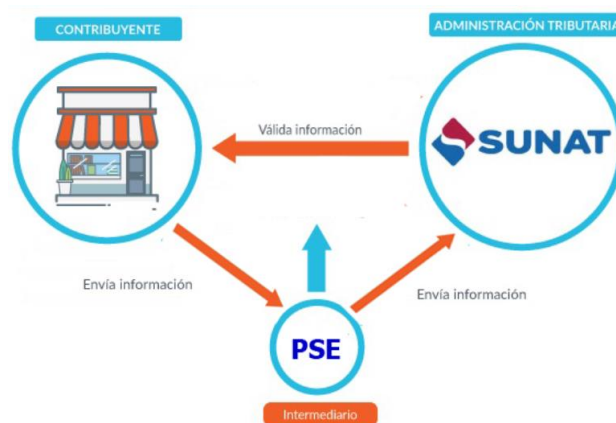 CONTRIBUYENTE
ADMINISTRACIÓN TRIBUTARIA
Válida información
SUNAT
Envía información
Envía información
PSE
Intermediario